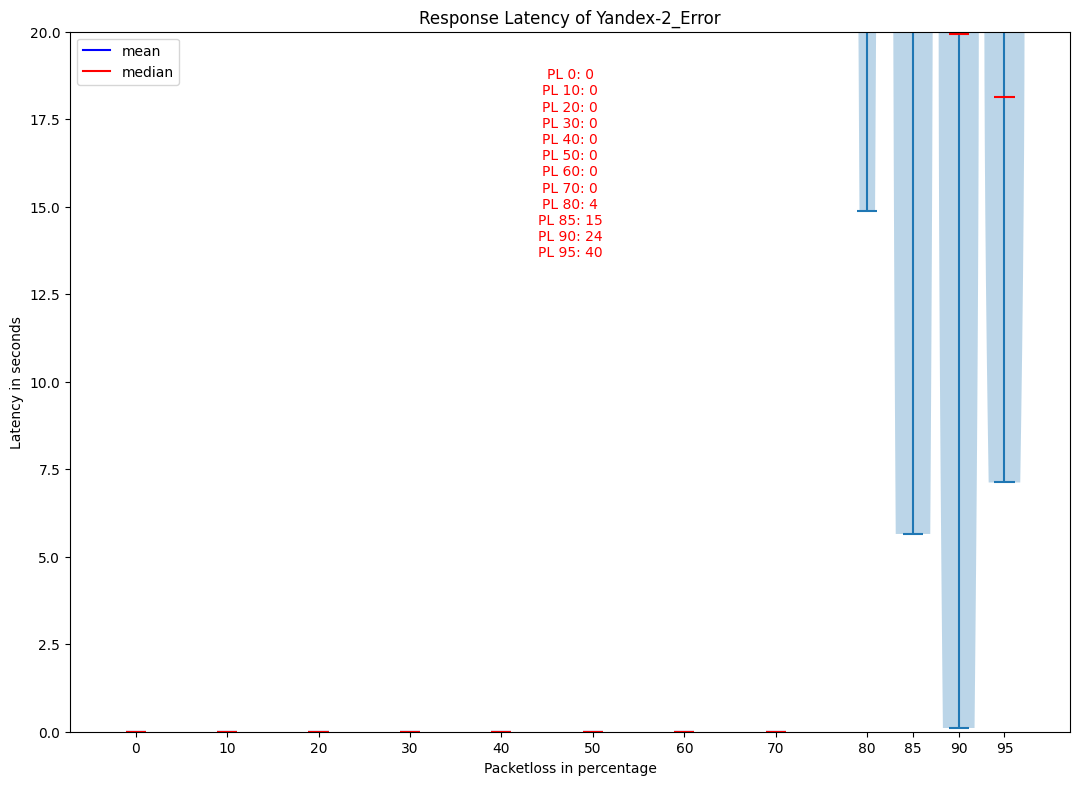 Response Latency of Yandex-2_Error
mean
median
PL 0: 0
PL 10: 0
PL 20: 0
PL 30: 0
PL 40: 0
PL 50: 0
PL 60: 0
PL 70: 0
PL 80: 4
PL 85: 15
PL 90: 24
PL 95: 40
Latency in seconds
20.0
17.5
15.0
12.5
10.0
7.5
5.0
2.5
0.0
0 10 20 30 40 50 60 70 80 85 90 95
Packetloss in percentage